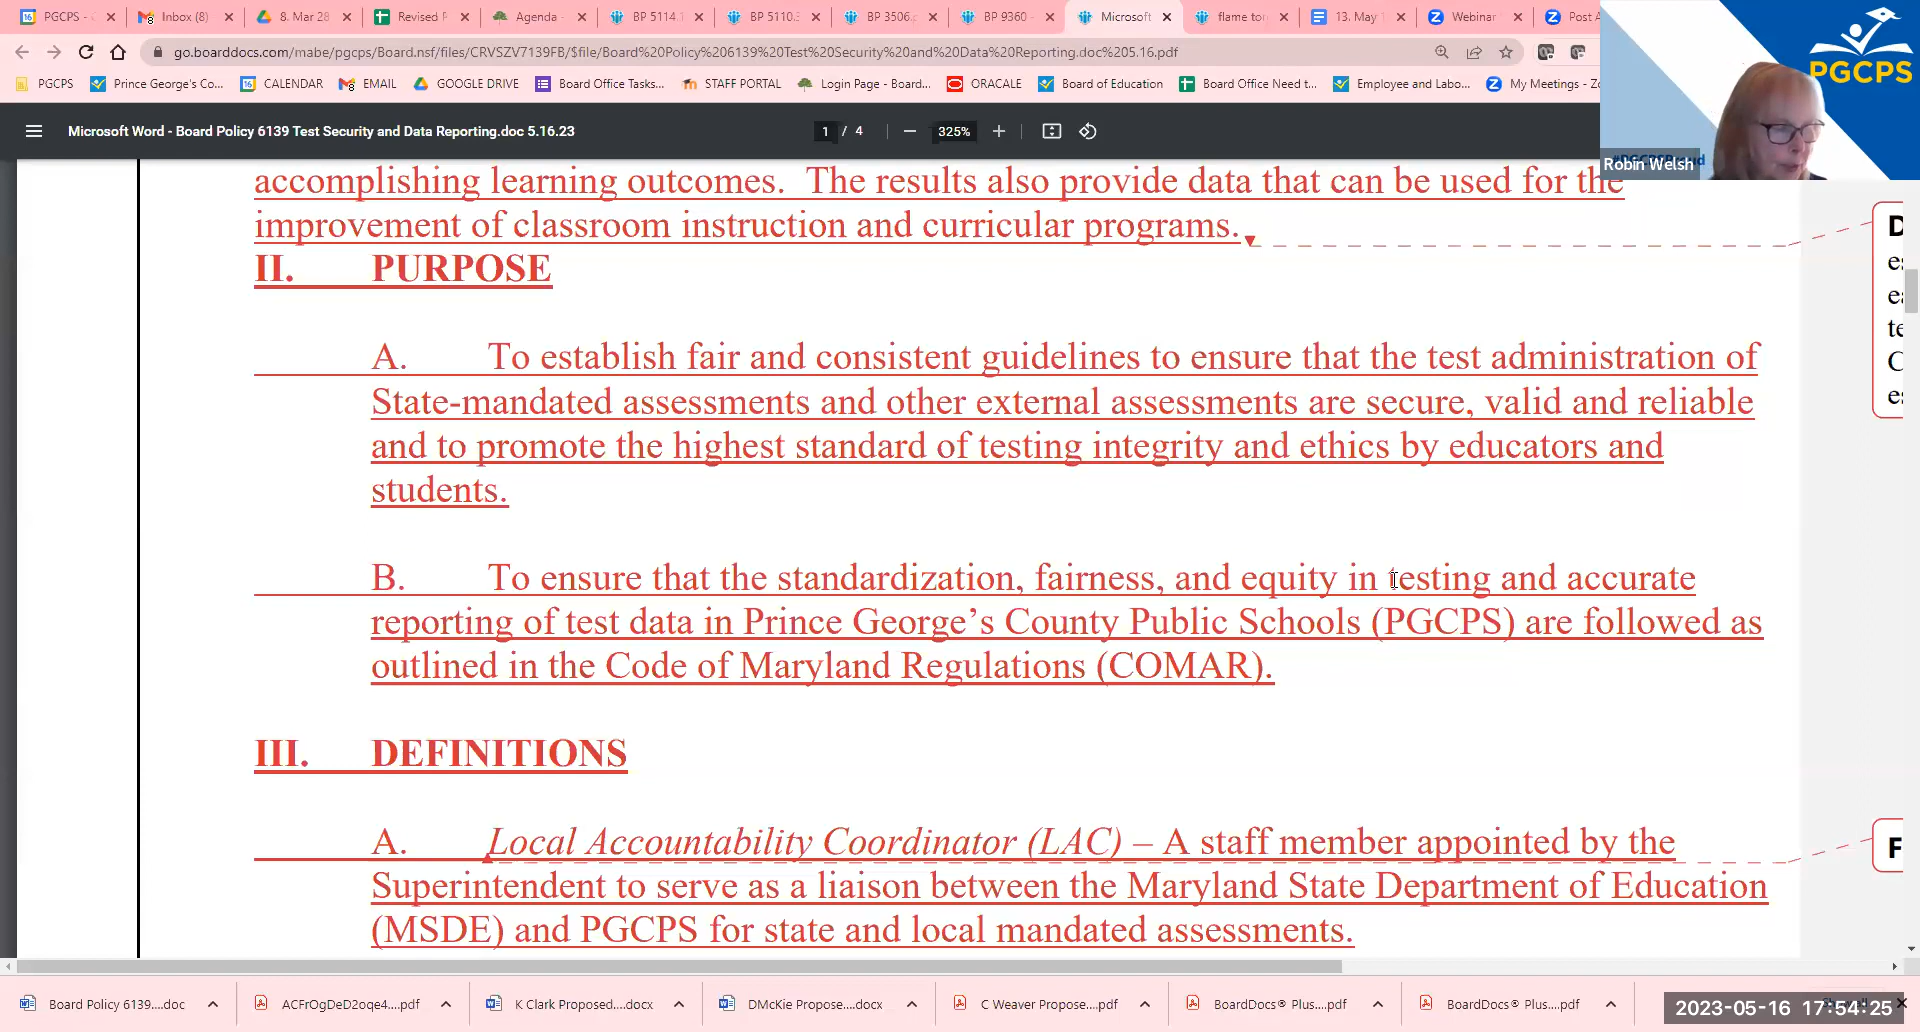 PGCPS - C
Inbox (8)
8. Mar 28
Revised P
Agenda -
BP 5114.
BP 5110.
BP 3506.p
BP 9360 -
Microsoft
flame tor
13. May
Webinar
Post A
go.boarddocs.com/mabe/pgcps/Board.nsf/files/CRVSZV7139FB/$file/Board%20Policy%206139%20Test%20Security%20and%20Data%20Reporting.doc%205.16.pdf
PGCPS
Prince George's Co...
CALENDAR
EMAIL
GOOGLE DRIVE
Board Office Tasks...
STAFF PORTAL
Login Page - Board...
ORACALE
Board of Education
Board Office Need t...
Employee and Labo...
My Meetings - Zo
PGCPS
Robin Welsh
Microsoft Word - Board Policy 6139 Test Security and Data Reporting.doc 5.16.23
1 / 4
325%
accomplishing learning outcomes. The results also provide data that can be used for the
improvement of classroom instruction and curricular programs.
II. PURPOSE
A. To establish fair and consistent guidelines to ensure that the test administration of
State-mandated assessments and other external assessments are secure, valid and reliable
and to promote the highest standard of testing integrity and ethics by educators and
students.
B. To ensure that the standardization, fairness, and equity in testing and accurate
reporting of test data in Prince George’s County Public Schools (PGCPS) are followed as
outlined in the Code of Maryland Regulations (COMAR).
III. DEFINITIONS
A. Local Accountability Coordinator (LAC) – A staff member appointed by the
Superintendent to serve as a liaison between the Maryland State Department of Education
(MSDE) and PGCPS for state and local mandated assessments.
Board Policy 6139....doc
ACFrOgDeD2oqe4....pdf
K Clark Proposed....docx
DMcKie Propose....docx
C Weaver Propose....pdf
BoardDocs® Plus....pdf
BoardDocs® Plus....pdf
2023-05-16 17:54:25